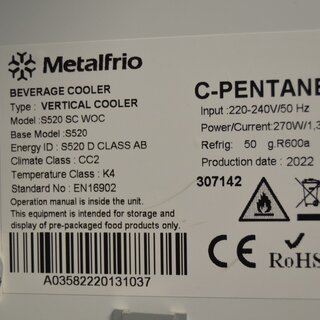 Metalfrio
BEVERAGE COOLER
Type : VERTICAL COOLER
Model : S520 SC WOC
Base Model : S520
Energy ID : S520 D CLASS AB
Climate Class : CC2
Temperature Class : K4
Standard No : EN16902
Operation manual is inside the unit.
This equipment is intended for storage and
display of pre-packaged food products only.
A03582220131037
C-PENTANE
Input :220-240V/50 Hz
Power/Current:270W/1,3
Refrig: 50 g.R600a
Production date : 2022
307142
CE RoHS